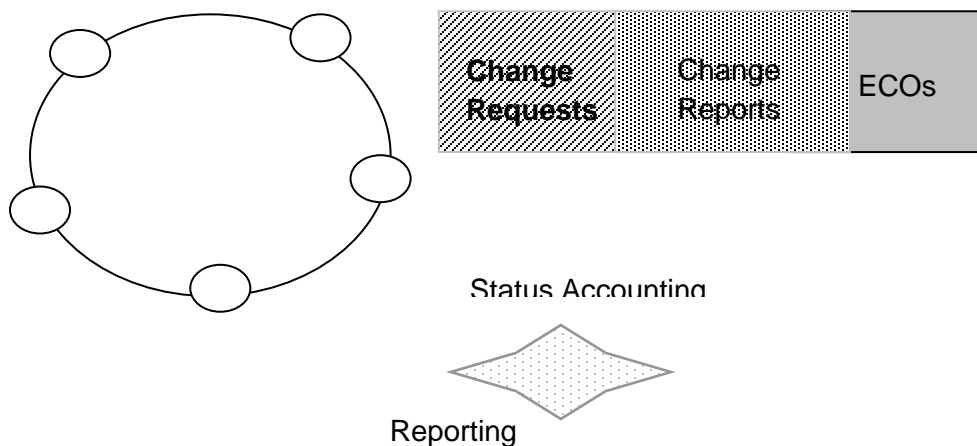 Change
Requests
Change
Reports
ECOs
Status Accounting
Reporting